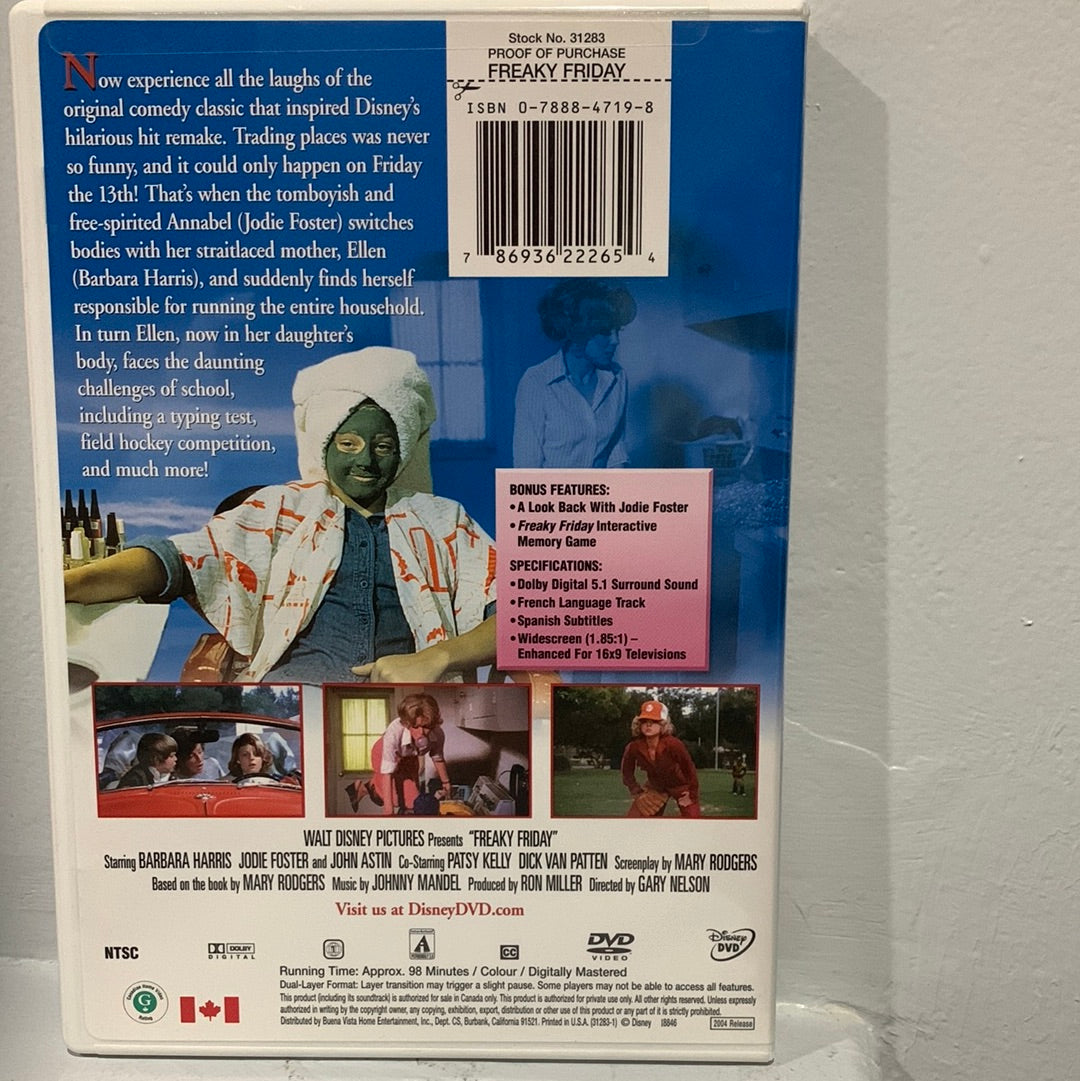 Now experience all the laughs of the
original comedy classic that inspired Disney's
hilarious hit remake. Trading places was never
so funny, and it could only happen on Friday
the 13th! That's when the tomboyish and
free-spirited Annabel (Jodie Foster) switches
bodies with her straitlaced mother, Ellen
(Barbara Harris), and suddenly finds herself
responsible for running the entire household.
In turn Ellen, now in her daughter's
body, faces the daunting
challenges of school,
including a typing test,
field hockey competition,
and much more!
Stock No. 31283
PROOF OF PURCHASE
FREAKY FRIDAY
ISBN 0-7888-4719-8
7 86936 22265 4
BONUS FEATURES:
• A Look Back With Jodie Foster
• Freaky Friday Interactive
Memory Game
SPECIFICATIONS:
• Dolby Digital 5.1 Surround Sound
• French Language Track
• Spanish Subtitles
• Widescreen (1.85:1) –
Enhanced For 16x9 Televisions
WALT DISNEY PICTURES Presents "FREAKY FRIDAY"
Starring BARBARA HARRIS JODIE FOSTER and JOHN ASTIN Co-Starring PATSY KELLY DICK VAN PATTEN Screenplay by MARY RODGERS
Based on the book by MARY RODGERS Music by JOHNNY MANDEL Produced by RON MILLER Directed by GARY NELSON
Visit us at DisneyDVD.com
NTSC
DOLBY
DIGITAL
1
A
CC
DVD
VIDEO
Disney
DVD
Running Time: Approx. 98 Minutes / Colour / Digitally Mastered
Dual-Layer Format: Layer transition may trigger a slight pause. Some players may not be able to access all features.
This product (including its soundtrack) is authorized for sale in Canada only. This product is authorized for private use only. All other rights reserved. Unless expressly
authorized in writing by the copyright owner, any copying, exhibition, export, distribution or other use of this product or any part of it is strictly prohibited.
Distributed by Buena Vista Home Entertainment, Inc., Dept. CS, Burbank, California 91521. Printed in U.S.A. (31283-1) © Disney I8846
2004 Release
Canadian Home Video
G
Rating